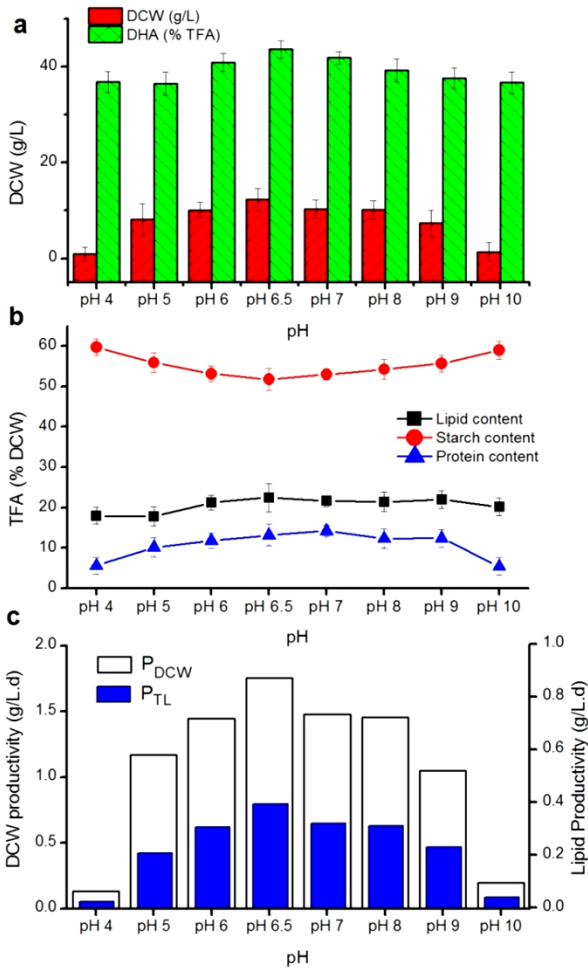 a
DCW (g/L)
DHA (% TFA)
DCW (g/L)
40
20
0
pH 4 pH 5 pH 6 pH 6.5 pH 7 pH 8 pH 9 pH 10
pH
b
TFA (% DCW)
60
50
40
30
20
10
0
Lipid content
Starch content
Protein content
pH 4 pH 5 pH 6 pH 6.5 pH 7 pH 8 pH 9 pH 10
pH
c
DCW productivity (g/L.d)
2.0
1.5
1.0
0.5
0.0
P_DCW
P_TL
1.0
0.8
0.6
0.4
0.2
0.0
Lipid Productivity (g/L.d)
pH 4 pH 5 pH 6 pH 6.5 pH 7 pH 8 pH 9 pH 10
pH